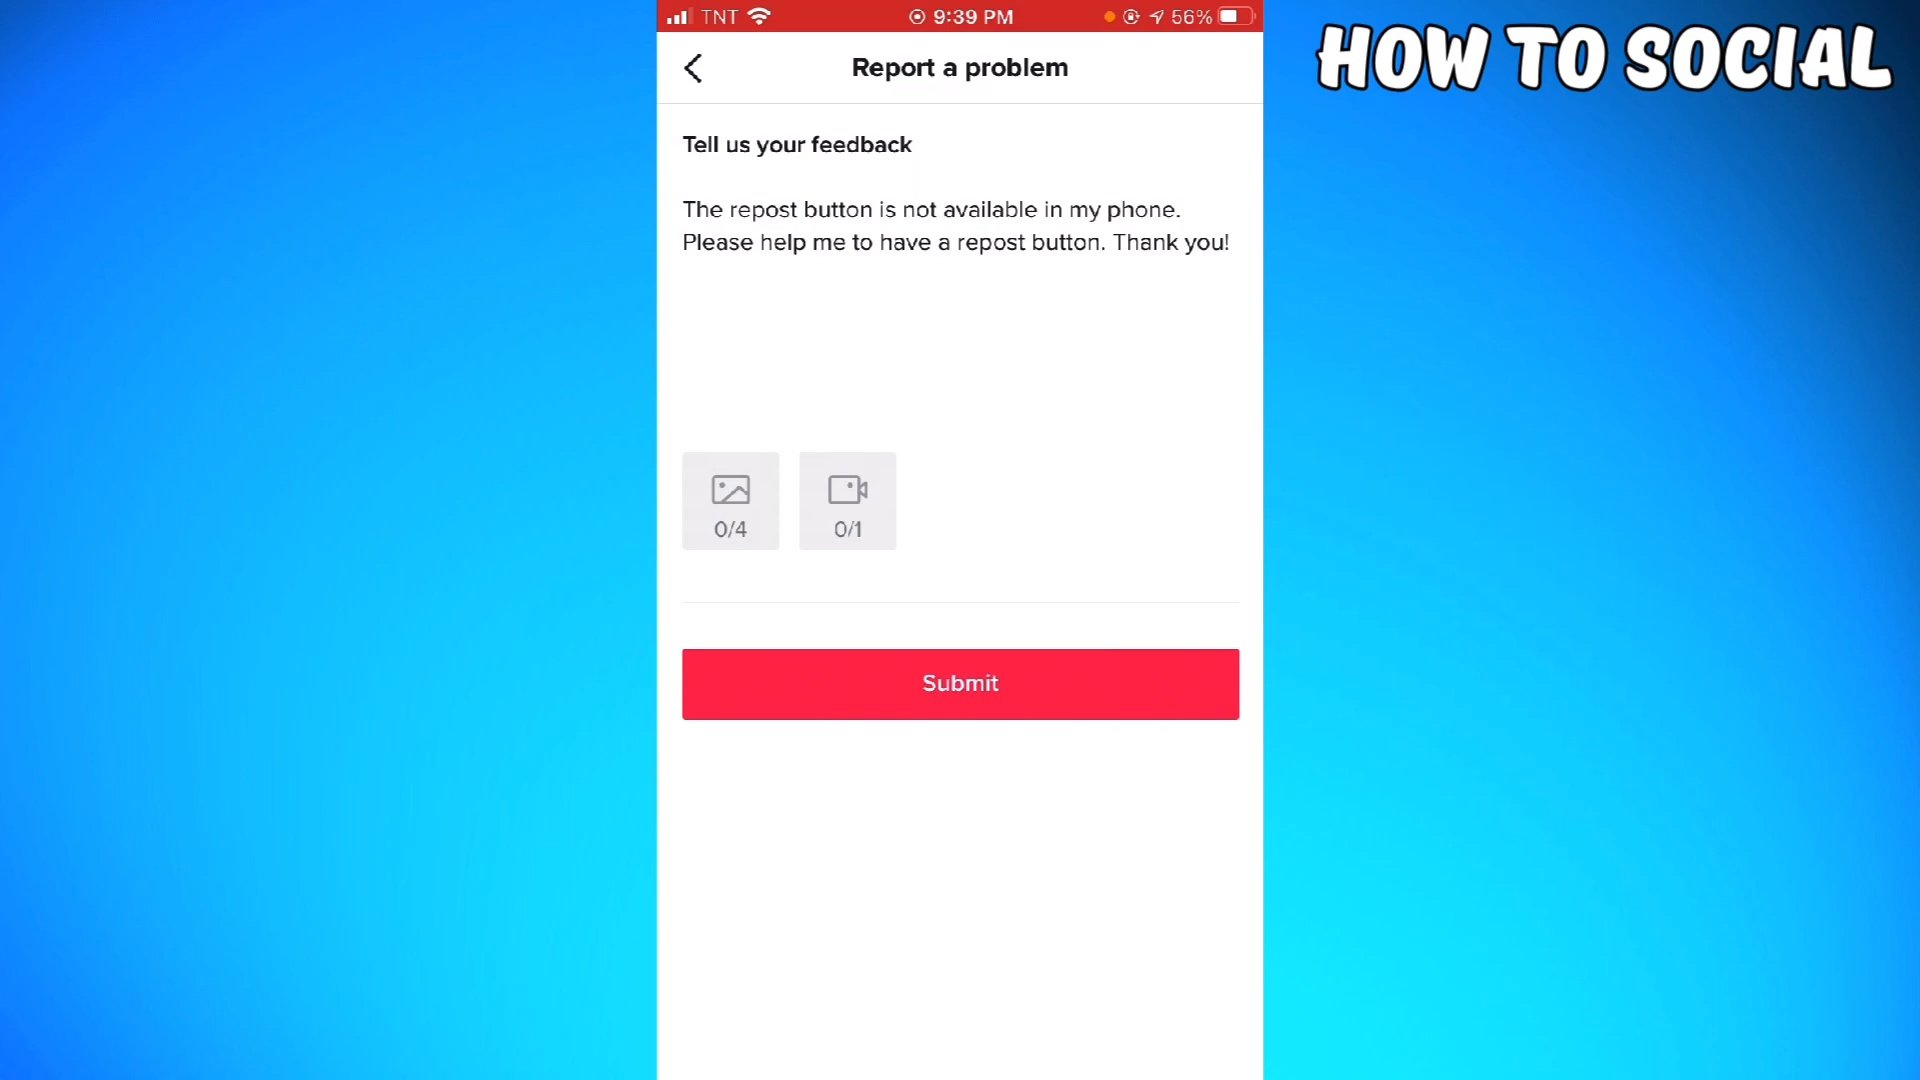 TNT 9:39 PM 56%
HOW TO SOCIAL
Report a problem
Tell us your feedback
The repost button is not available in my phone.
Please help me to have a repost button. Thank you!
0/4 0/1
Submit